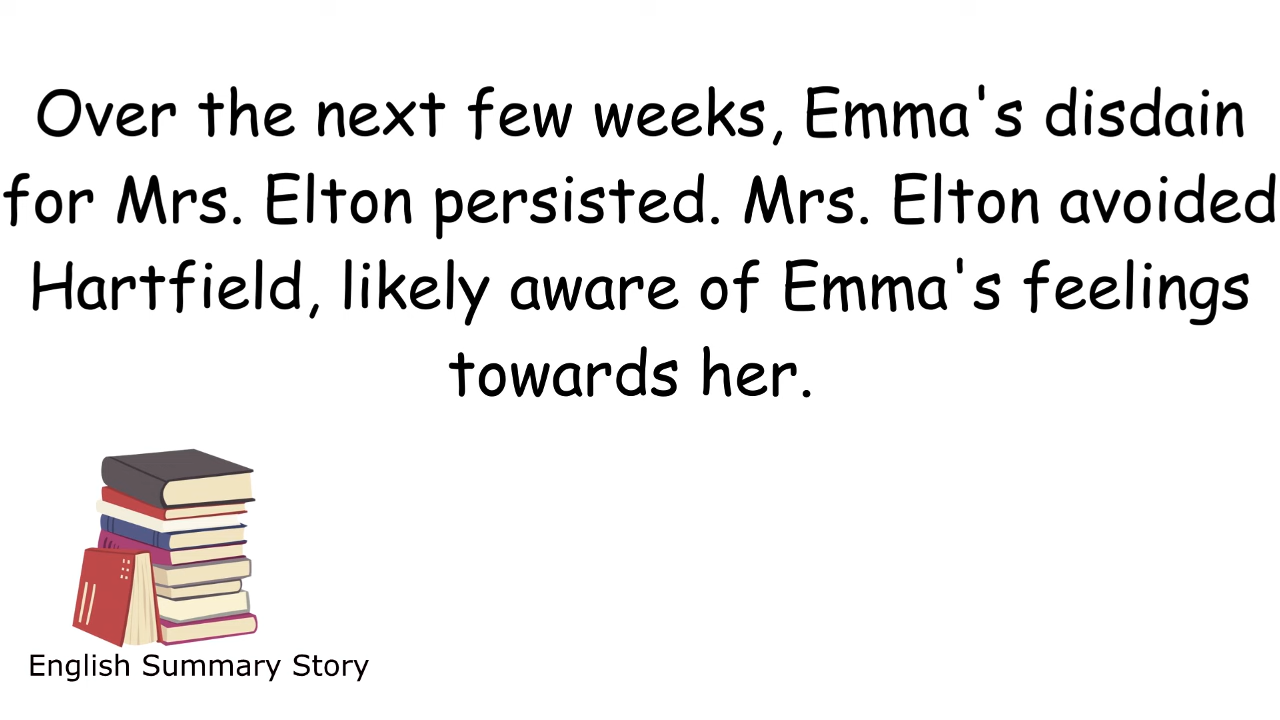 Over the next few weeks, Emma's disdain
for Mrs. Elton persisted. Mrs. Elton avoided
Hartfield, likely aware of Emma's feelings
towards her.
English Summary Story